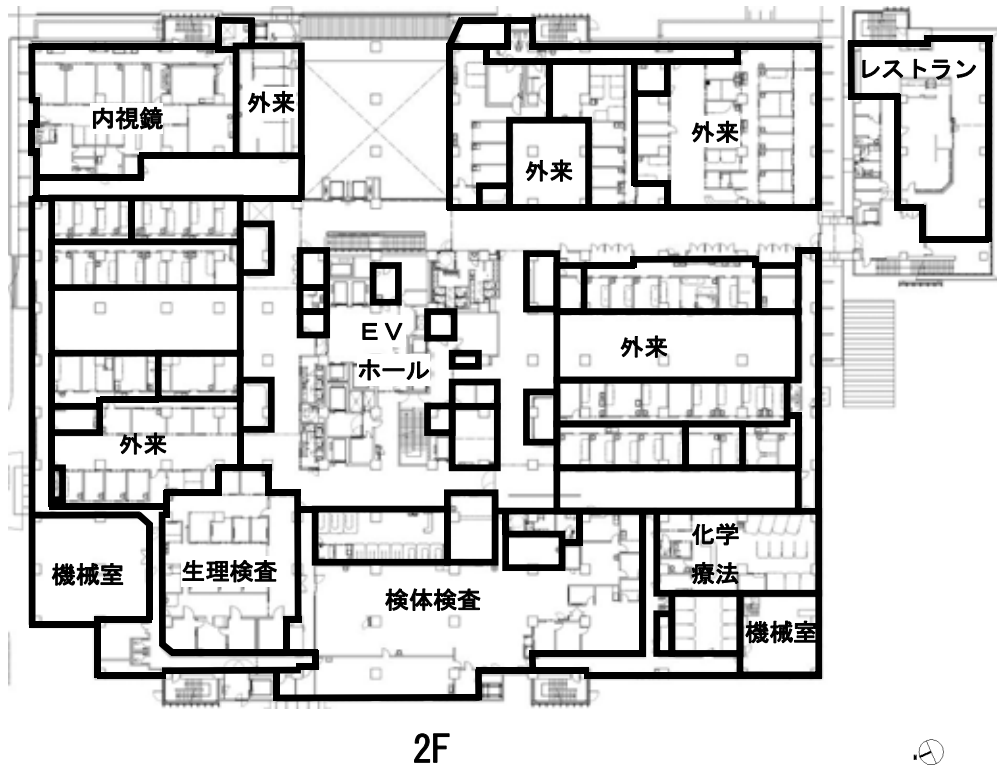 レストラン
内視鏡
外来
外来
外来
EV
ホール
外来
外来
化学
療法
機械室
生理検査
検体検査
機械室
2F